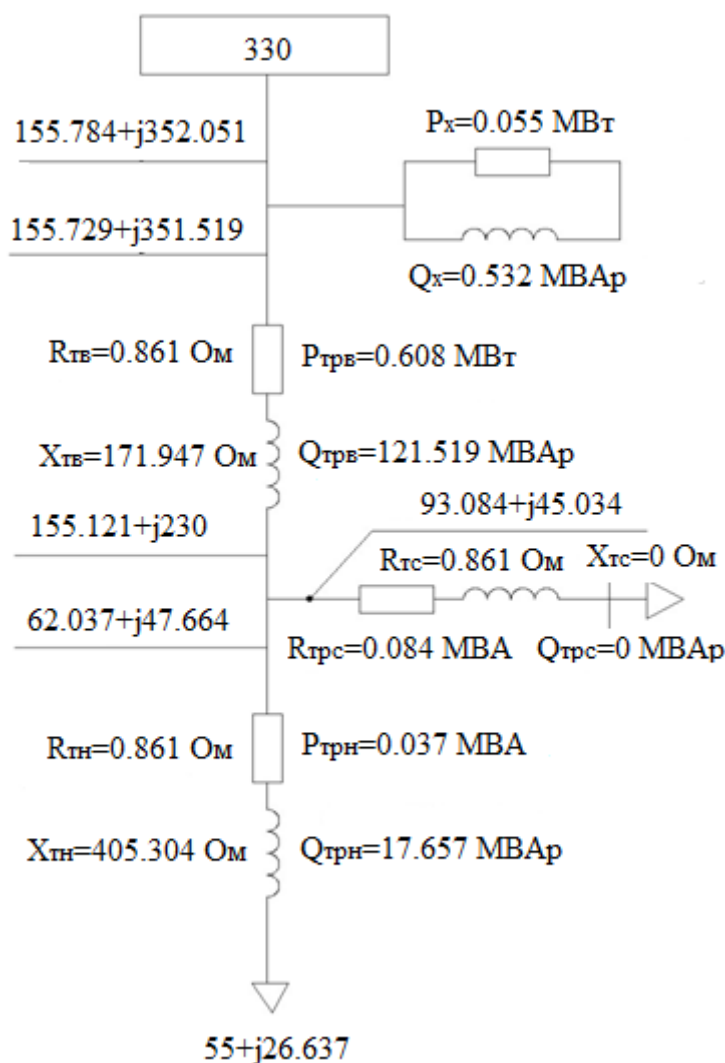 330
155.784+j352.051
Pх=0.055 МВт
155.729+j351.519
Qх=0.532 МВАр
Rтв=0.861 Ом
Pтрв=0.608 МВт
Xтв=171.947 Ом
Qтрв=121.519 МВАр
93.084+j45.034
155.121+j230
Rтс=0.861 Ом
Xтс=0 Ом
62.037+j47.664
Rтрс=0.084 МВА
Qтрс=0 МВАр
Rтн=0.861 Ом
Pтрн=0.037 МВА
Xтн=405.304 Ом
Qтрн=17.657 МВАр
55+j26.637